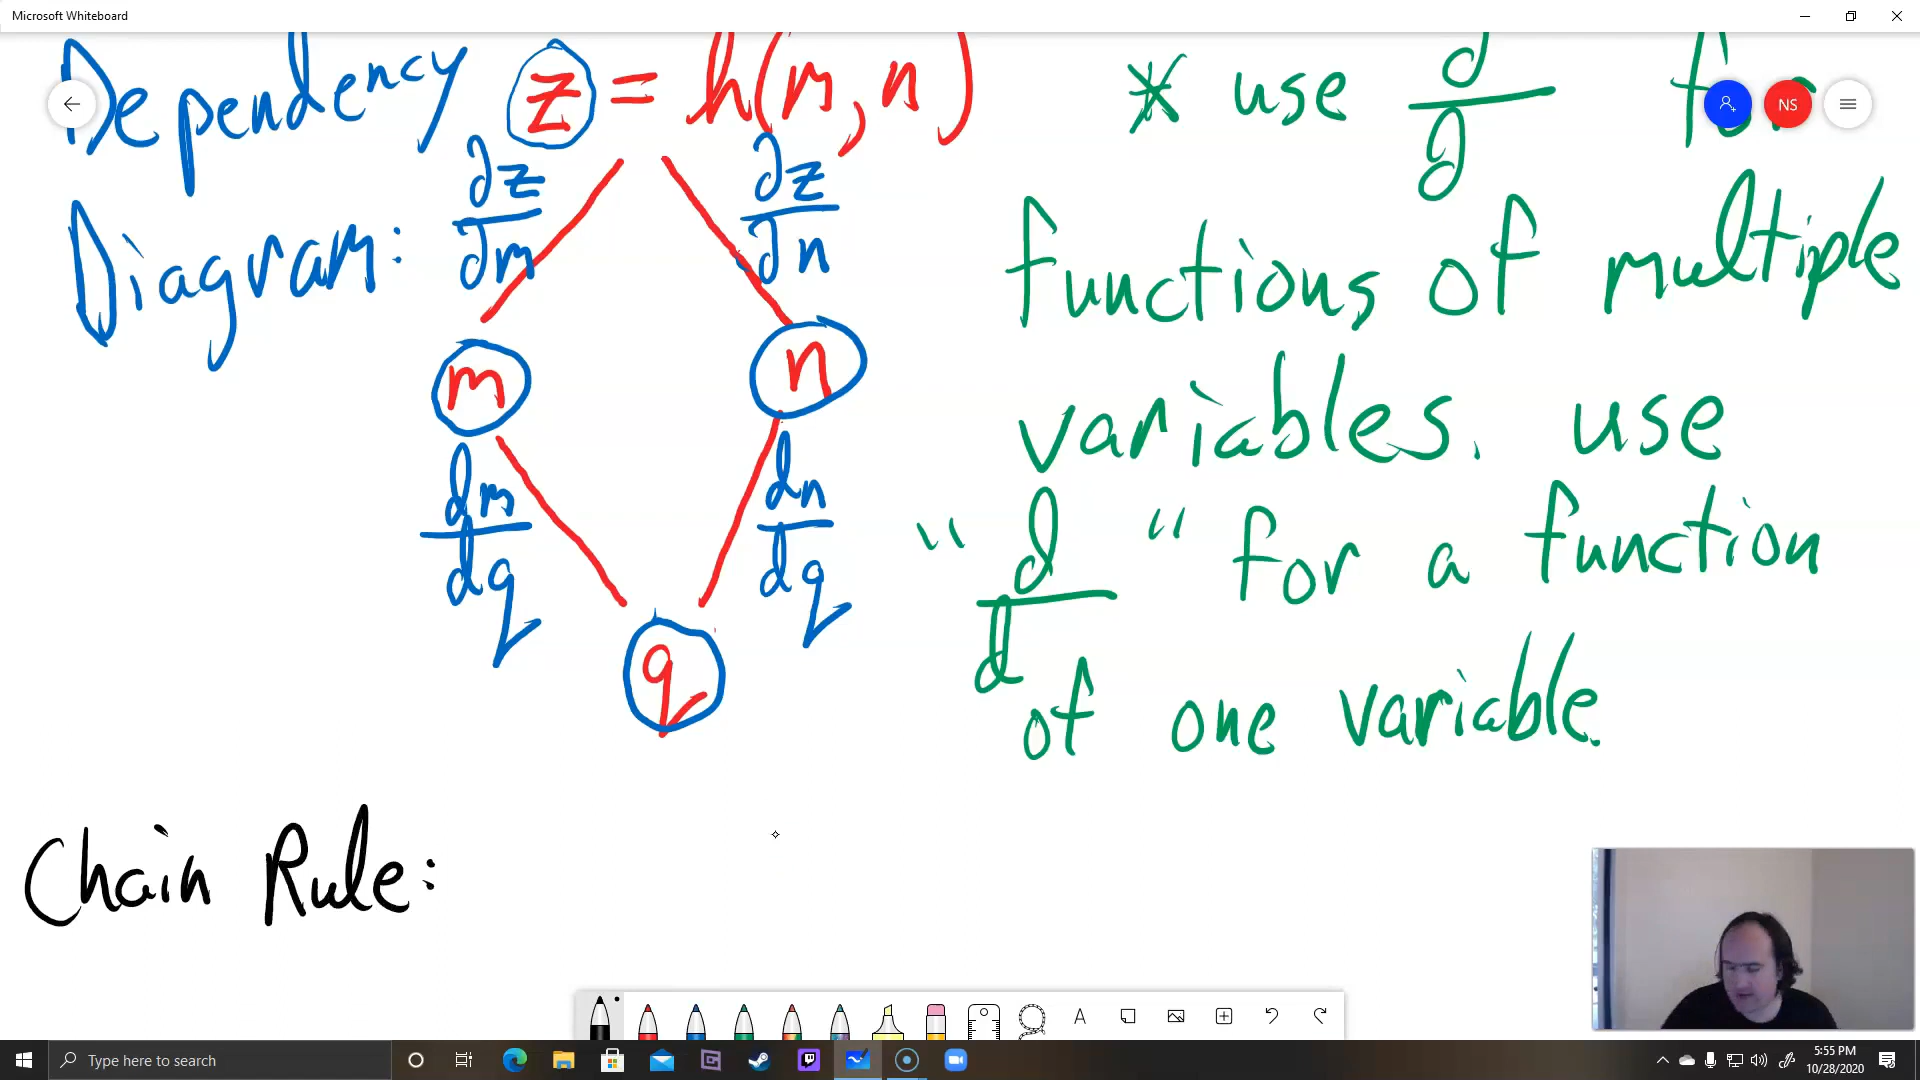 Microsoft Whiteboard
Dependency z = h(m, n)
Diagram:
∂z/∂m
∂z/∂n
m
n
dm/dq
dn/dq
q
* use ∂/∂ for
functions of multiple
variables. use
"d/d" for a function
of one variable.
NS
Chain Rule:
A
Type here to search
5:55 PM
10/28/2020